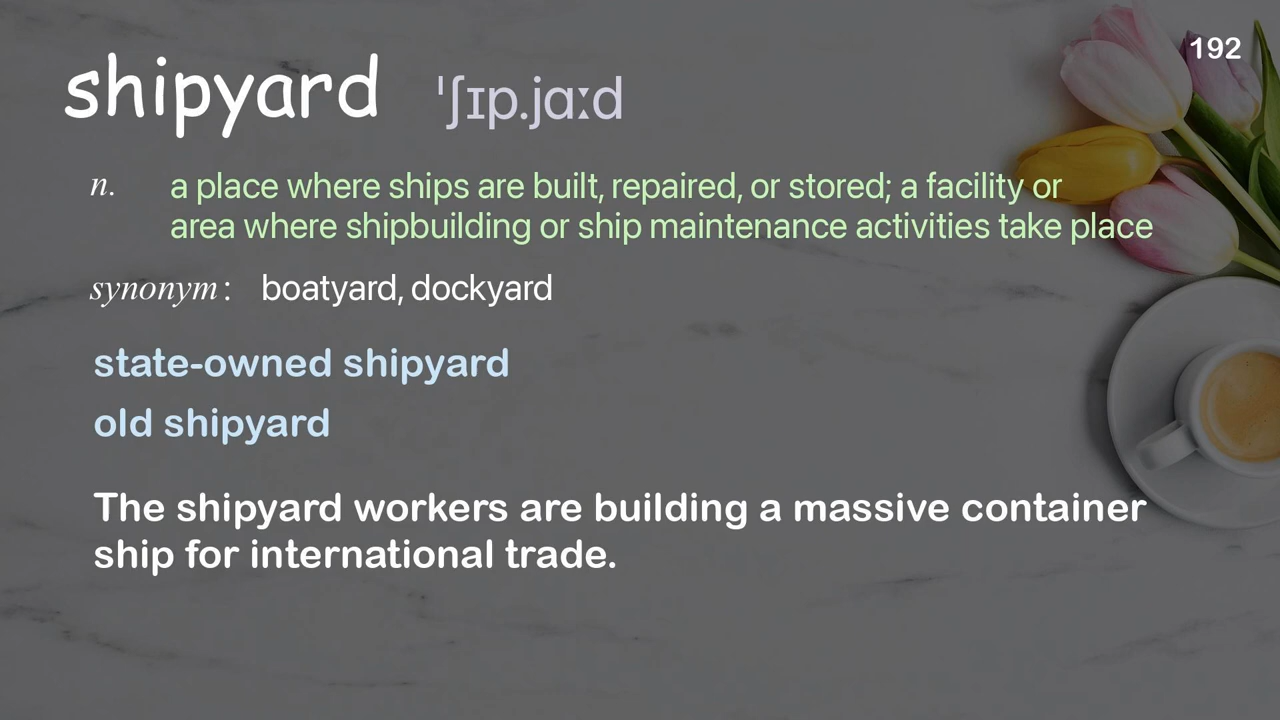 192
shipyard ˈʃɪp.jɑːd
n. a place where ships are built, repaired, or stored; a facility or
area where shipbuilding or ship maintenance activities take place
synonym: boatyard, dockyard
state-owned shipyard
old shipyard
The shipyard workers are building a massive container
ship for international trade.